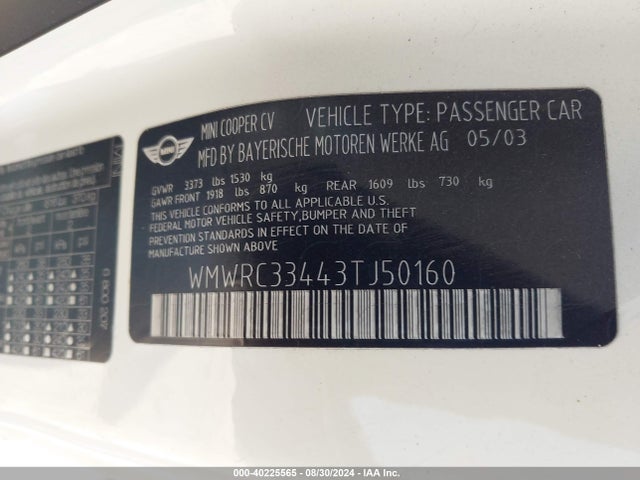 MINI
MINI COOPER CV VEHICLE TYPE: PASSENGER CAR
MFD BY BAYERISCHE MOTOREN WERKE AG 05/03
GVWR 3373 lbs 1530 kg
GAWR FRONT 1918 lbs 870 kg REAR 1609 lbs 730 kg
THIS VEHICLE CONFORMS TO ALL APPLICABLE U.S.
FEDERAL MOTOR VEHICLE SAFETY,BUMPER AND THEFT
PREVENTION STANDARDS IN EFFECT ON THE DATE OF
MANUFACTURE SHOWN ABOVE.
WMWRC33443TJ50160
000-40225565 - 08/30/2024 - IAA Inc.